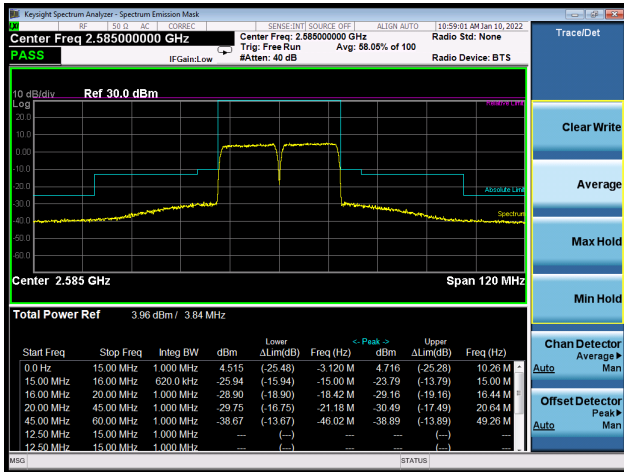 Keysight Spectrum Analyzer - Spectrum Emission Mask
RF 50 Ω AC CORREC SENSE:INT SOURCE OFF ALIGN AUTO 10:59:01 AM Jan 10, 2022
Center Freq 2.585000000 GHz
PASS
IFGain:Low
Center Freq: 2.585000000 GHz
Trig: Free Run Avg: 58.05% of 100
#Atten: 40 dB
Radio Std: None
Radio Device: BTS
10 dB/div Ref 30.0 dBm
Log
20.0
10.0
0.00
-10.0
-20.0
-30.0
-40.0
-50.0
-60.0
Absolute Limit
Spectrum
Center 2.585 GHz Span 120 MHz
Total Power Ref 3.96 dBm / 3.84 MHz
Lower <- Peak -> Upper
Start Freq Stop Freq Integ BW dBm ΔLim(dB) Freq (Hz) dBm ΔLim(dB) Freq (Hz)
0.0 Hz 15.00 MHz 1.000 MHz 4.515 (-25.48) -3.120 M 4.716 (-25.28) 10.26 M
15.00 MHz 16.00 MHz 620.0 kHz -25.94 (-15.94) -15.00 M -23.79 (-13.79) 15.00 M
16.00 MHz 20.00 MHz 1.000 MHz -28.90 (-18.90) -18.42 M -29.16 (-19.16) 16.44 M
20.00 MHz 45.00 MHz 1.000 MHz -29.75 (-16.75) -21.18 M -30.49 (-17.49) 20.64 M
45.00 MHz 60.00 MHz 1.000 MHz -38.67 (-13.67) -46.02 M -38.89 (-13.89) 49.26 M
12.50 MHz 15.00 MHz 1.000 MHz --- (---) --- --- (---) ---
12.50 MHz 15.00 MHz 1.000 MHz --- (---) --- --- (---) ---
MSG STATUS
Trace/Det
Clear Write
Average
Max Hold
Min Hold
Chan Detector
Average
Auto Man
Offset Detector
Peak
Auto Man